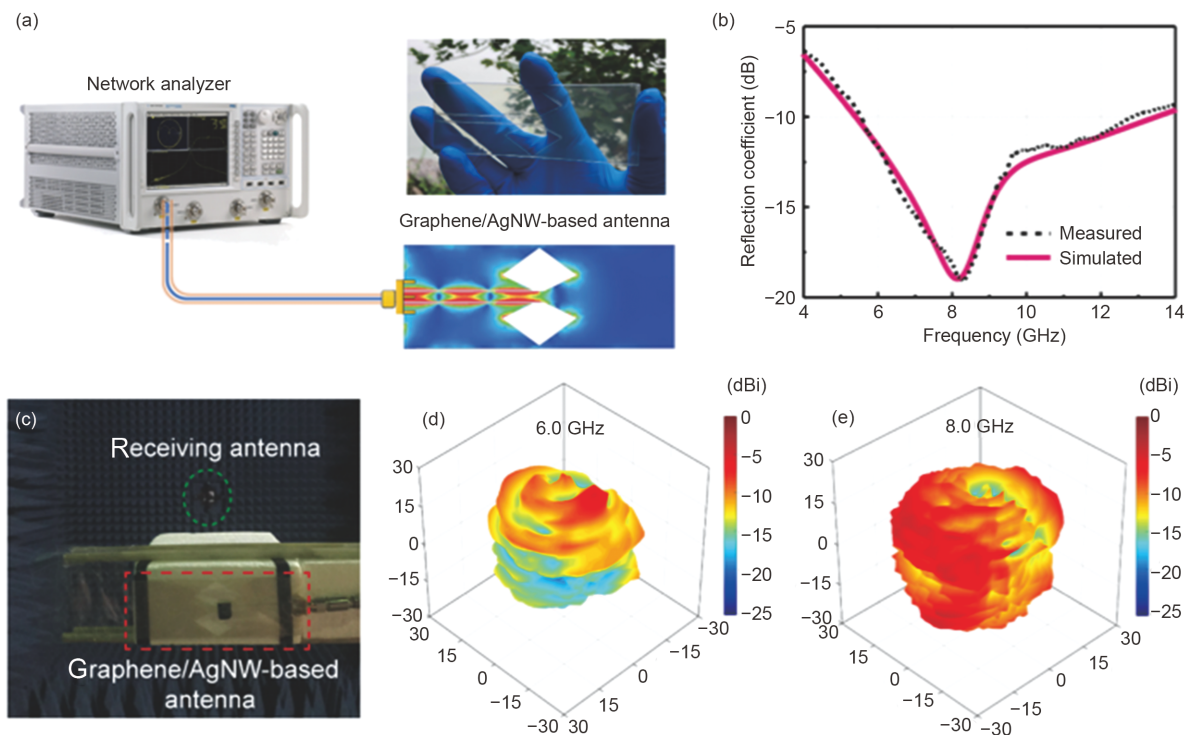 (a)
Network analyzer
Graphene/AgNW-based antenna
(b)
Reflection coefficient (dB)
−5
−10
−15
−20
Measured
Simulated
4
6
8
10
12
14
Frequency (GHz)
(c)
Receiving antenna
Graphene/AgNW-based
antenna
(d)
6.0 GHz
(dBi)
0
−5
−10
−15
−20
−25
30
15
0
−15
−30
30
15
0
−15
−30
30
15
0
−15
−30
(e)
8.0 GHz
(dBi)
0
−5
−10
−15
−20
−25
30
15
0
−15
−30
30
15
0
−15
−30
−30
−15
0
15
30